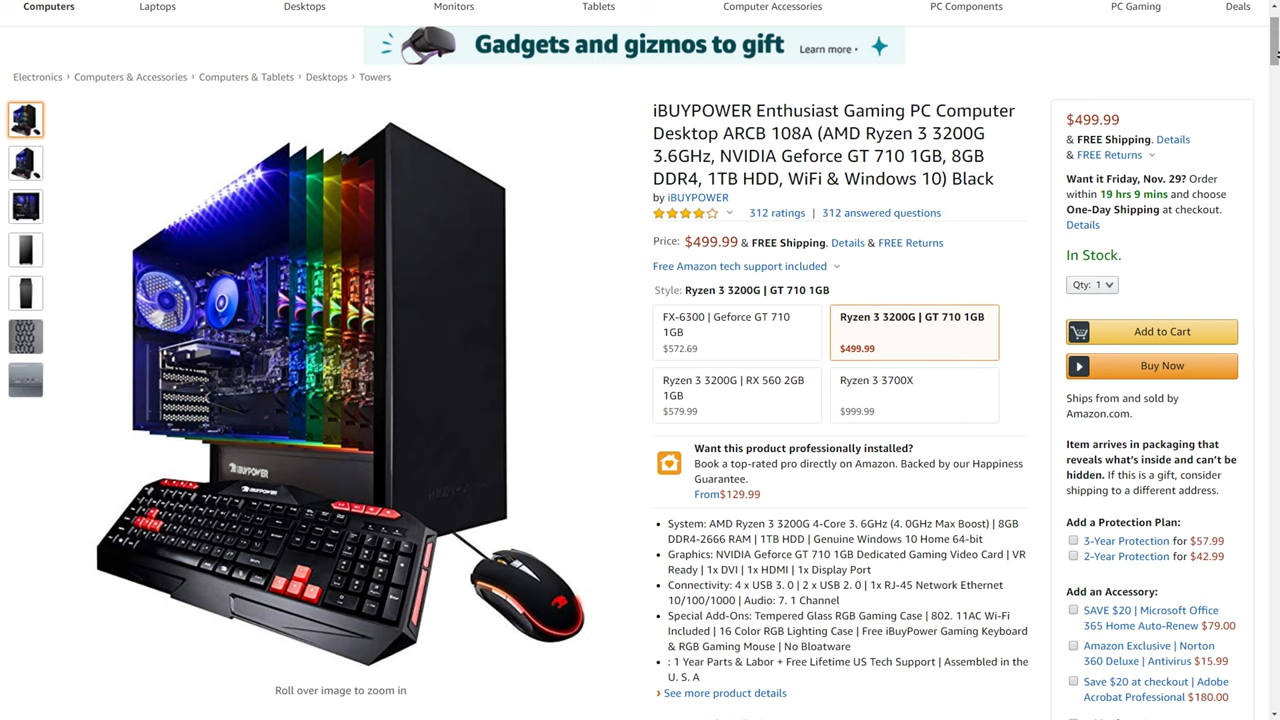 Computers
Laptops
Desktops
Monitors
Tablets
Computer Accessories
PC Components
PC Gaming
Deals
Gadgets and gizmos to gift Learn more ›
Electronics › Computers & Accessories › Computers & Tablets › Desktops › Towers
iBUYPOWER
iBUYPOWER
Roll over image to zoom in
iBUYPOWER Enthusiast Gaming PC Computer
Desktop ARCB 108A (AMD Ryzen 3 3200G
3.6GHz, NVIDIA Geforce GT 710 1GB, 8GB
DDR4, 1TB HDD, WiFi & Windows 10) Black
by iBUYPOWER
312 ratings | 312 answered questions
Price: $499.99 & FREE Shipping. Details & FREE Returns
Free Amazon tech support included
Style: Ryzen 3 3200G | GT 710 1GB
FX-6300 | Geforce GT 710
1GB
$572.69
Ryzen 3 3200G | GT 710 1GB
$499.99
Ryzen 3 3200G | RX 560 2GB
1GB
$579.99
Ryzen 3 3700X
$999.99
Want this product professionally installed?
Book a top-rated pro directly on Amazon. Backed by our Happiness
Guarantee.
From$129.99
• System: AMD Ryzen 3 3200G 4-Core 3. 6GHz (4. 0GHz Max Boost) | 8GB
DDR4-2666 RAM | 1TB HDD | Genuine Windows 10 Home 64-bit
• Graphics: NVIDIA Geforce GT 710 1GB Dedicated Gaming Video Card | VR
Ready | 1x DVI | 1x HDMI | 1x Display Port
• Connectivity: 4 x USB 3. 0 | 2 x USB 2. 0 | 1x RJ-45 Network Ethernet
10/100/1000 | Audio: 7. 1 Channel
• Special Add-Ons: Tempered Glass RGB Gaming Case | 802. 11AC Wi-Fi
Included | 16 Color RGB Lighting Case | Free iBuyPower Gaming Keyboard
& RGB Gaming Mouse | No Bloatware
• : 1 Year Parts & Labor + Free Lifetime US Tech Support | Assembled in the
U. S. A
› See more product details
$499.99
& FREE Shipping. Details
& FREE Returns
Want it Friday, Nov. 29? Order
within 19 hrs 9 mins and choose
One-Day Shipping at checkout.
Details
In Stock.
Qty: 1
Add to Cart
Buy Now
Ships from and sold by
Amazon.com.
Item arrives in packaging that
reveals what's inside and can't be
hidden. If this is a gift, consider
shipping to a different address.
Add a Protection Plan:
3-Year Protection for $57.99
2-Year Protection for $42.99
Add an Accessory:
SAVE $20 | Microsoft Office
365 Home Auto-Renew $79.00
Amazon Exclusive | Norton
360 Deluxe | Antivirus $15.99
Save $20 at checkout | Adobe
Acrobat Professional $180.00